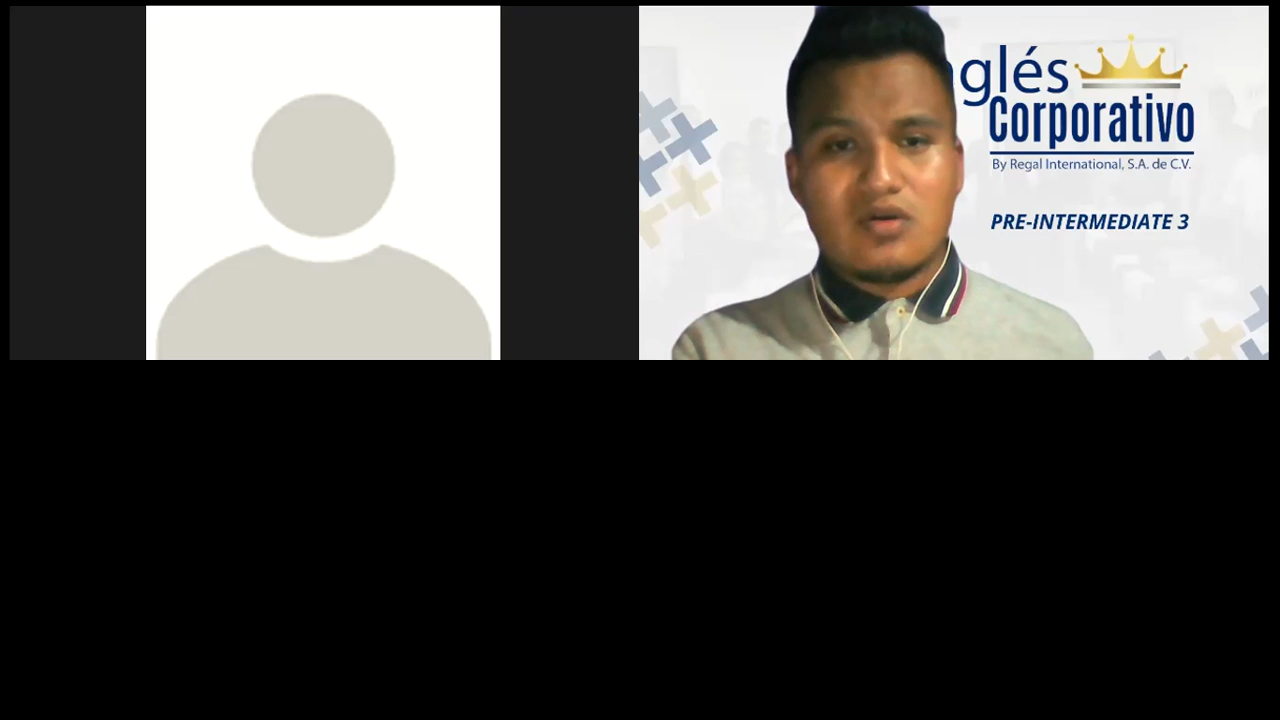 glés
Corporativo
By Regal International, S.A. de C.V.
PRE-INTERMEDIATE 3